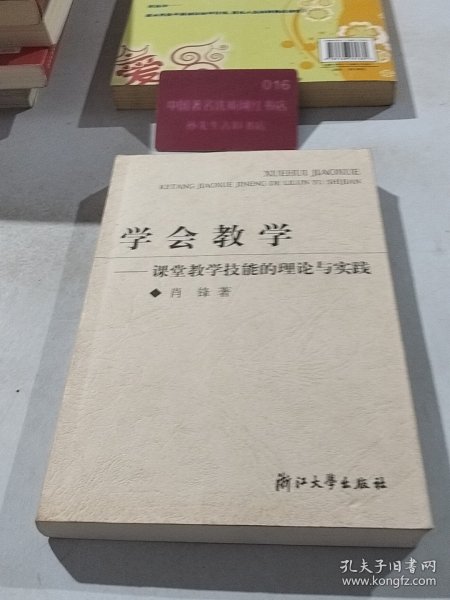 爱
016
XUEHUI JIAOXUE
KETANG JIAOXUE JINENG DE LILUN YU SHIJIAN
学会教学
——课堂教学技能的理论与实践
◆ 肖 锋 著
浙江大学出版社
孔夫子旧书网
www.kongfz.com